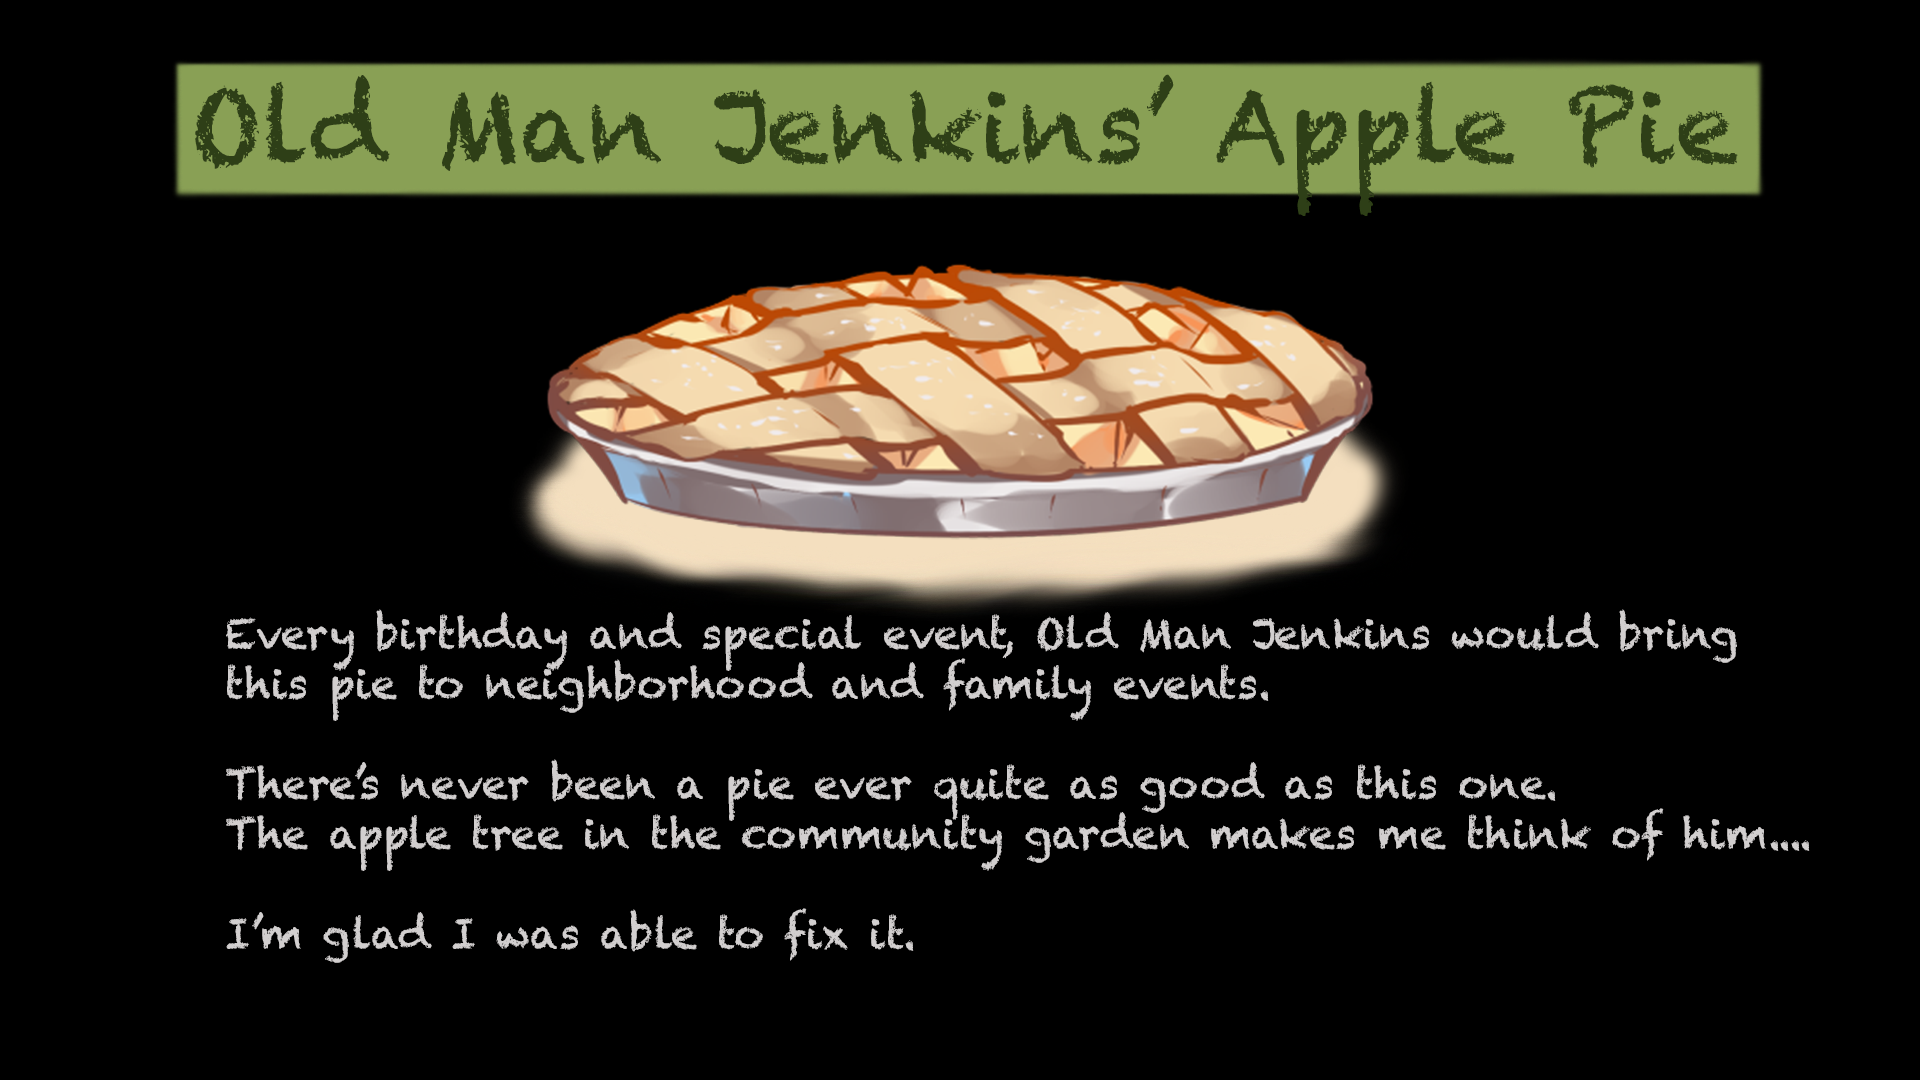 Old Man Jenkins’ Apple Pie
Every birthday and special event, Old Man Jenkins would bring
this pie to neighborhood and family events.
There’s never been a pie ever quite as good as this one.
The apple tree in the community garden makes me think of him....
I’m glad I was able to fix it.